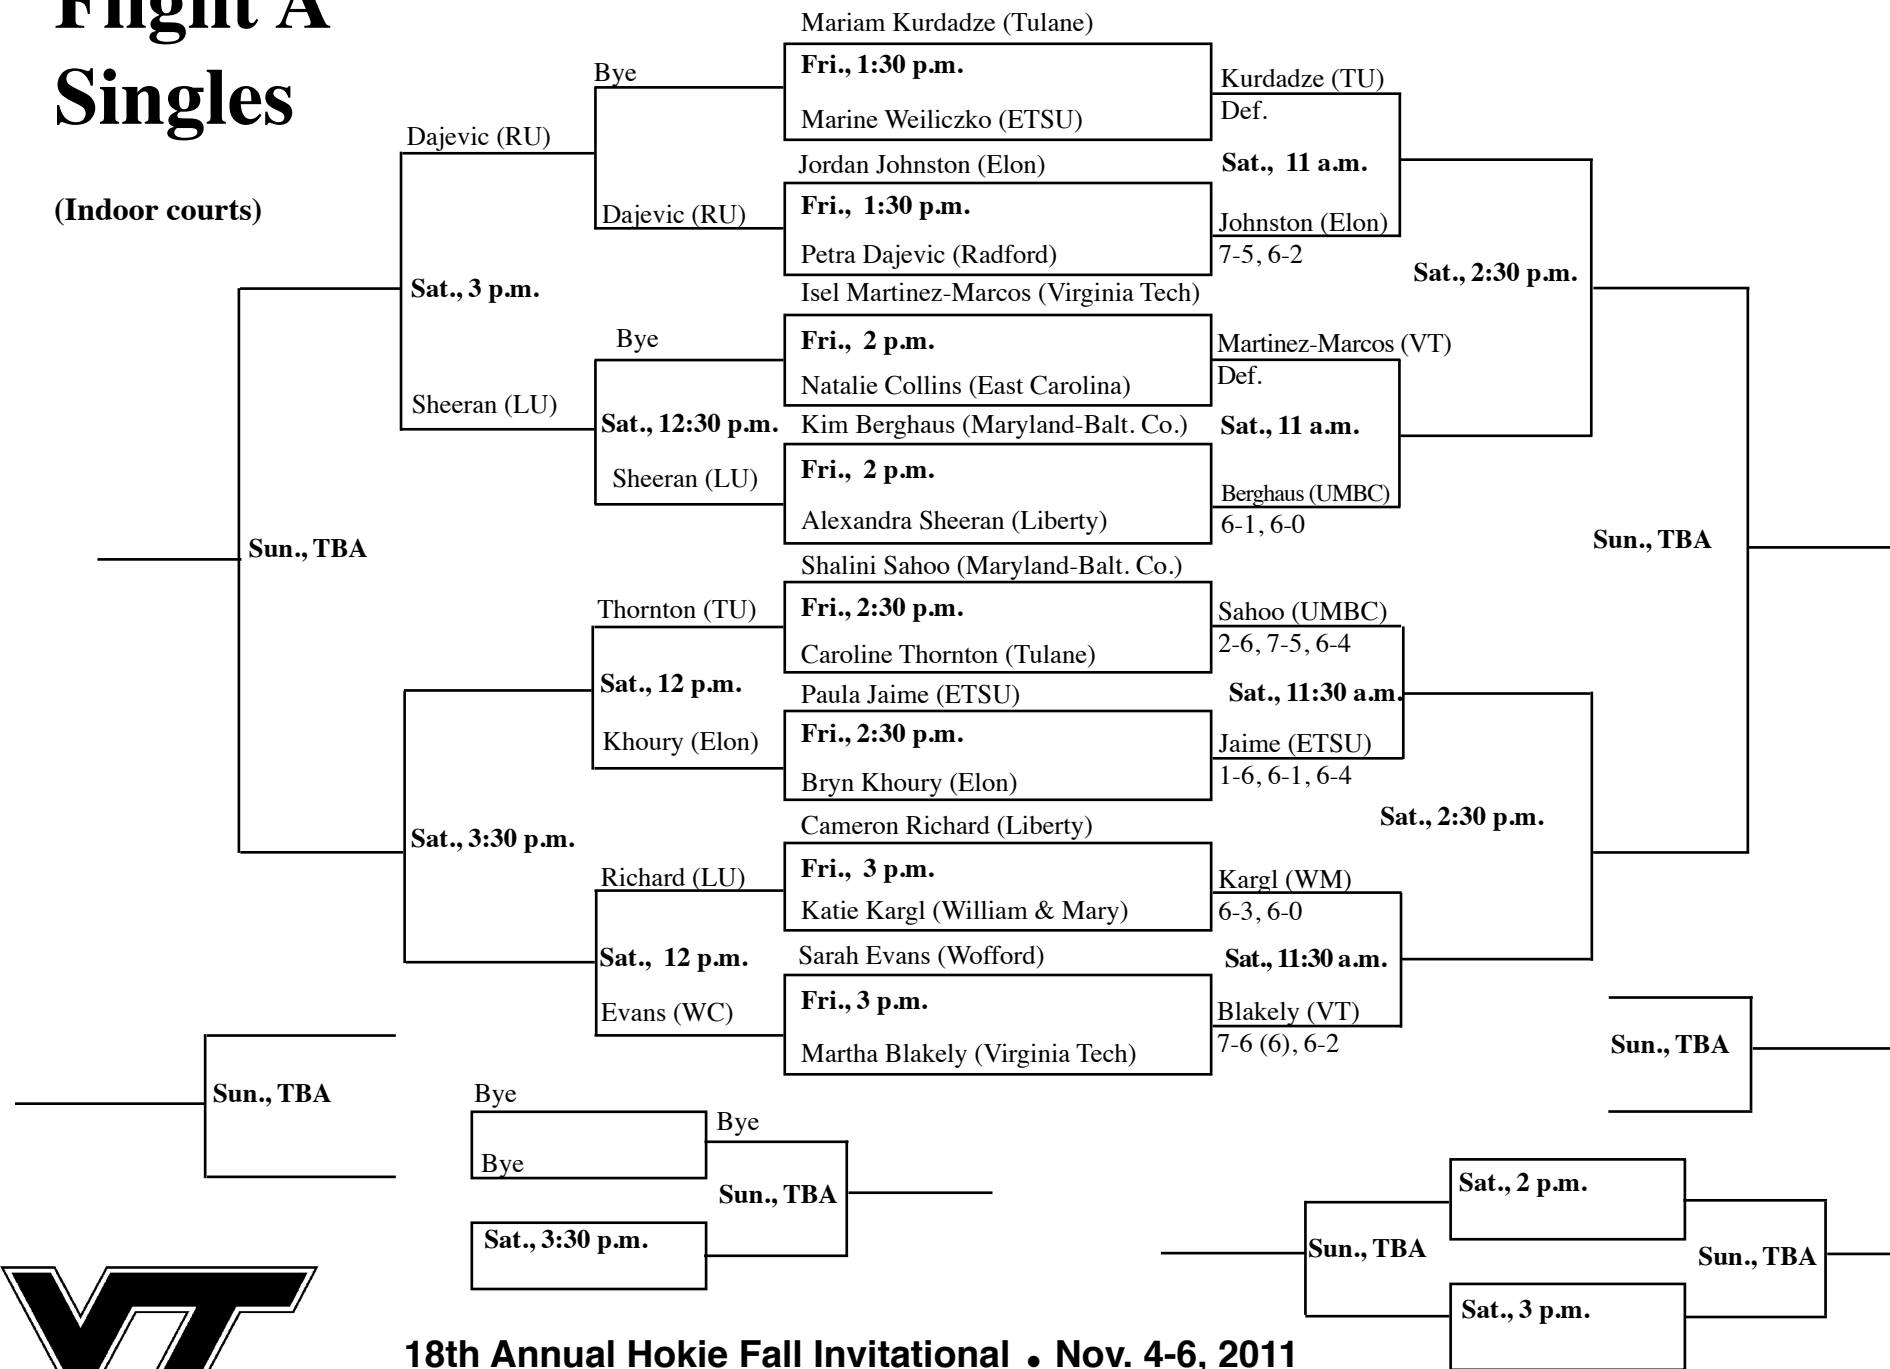 Flight A
Singles
(Indoor courts)
Mariam Kurdadze (Tulane)
Fri., 1:30 p.m.
Marine Weiliczko (ETSU)
Jordan Johnston (Elon)
Fri., 1:30 p.m.
Petra Dajevic (Radford)
Isel Martinez-Marcos (Virginia Tech)
Fri., 2 p.m.
Natalie Collins (East Carolina)
Kim Berghaus (Maryland-Balt. Co.)
Fri., 2 p.m.
Alexandra Sheeran (Liberty)
Shalini Sahoo (Maryland-Balt. Co.)
Fri., 2:30 p.m.
Caroline Thornton (Tulane)
Paula Jaime (ETSU)
Fri., 2:30 p.m.
Bryn Khoury (Elon)
Cameron Richard (Liberty)
Fri., 3 p.m.
Katie Kargl (William & Mary)
Sarah Evans (Wofford)
Fri., 3 p.m.
Martha Blakely (Virginia Tech)
Bye
Dajevic (RU)
Dajevic (RU)
Sat., 3 p.m.
Bye
Sheeran (LU)
Sat., 12:30 p.m.
Sheeran (LU)
Sun., TBA
Thornton (TU)
Sat., 12 p.m.
Khoury (Elon)
Sat., 3:30 p.m.
Richard (LU)
Sat., 12 p.m.
Evans (WC)
Kurdadze (TU)
Def.
Sat., 11 a.m.
Johnston (Elon)
7-5, 6-2
Sat., 2:30 p.m.
Martinez-Marcos (VT)
Def.
Sat., 11 a.m.
Berghaus (UMBC)
6-1, 6-0
Sun., TBA
Sahoo (UMBC)
2-6, 7-5, 6-4
Sat., 11:30 a.m.
Jaime (ETSU)
1-6, 6-1, 6-4
Sat., 2:30 p.m.
Kargl (WM)
6-3, 6-0
Sat., 11:30 a.m.
Blakely (VT)
7-6 (6), 6-2
Sun., TBA
Sun., TBA
Bye
Bye
Bye
Sun., TBA
Sat., 3:30 p.m.
Sat., 2 p.m.
Sun., TBA
Sun., TBA
Sat., 3 p.m.
VT
18th Annual Hokie Fall Invitational • Nov. 4-6, 2011